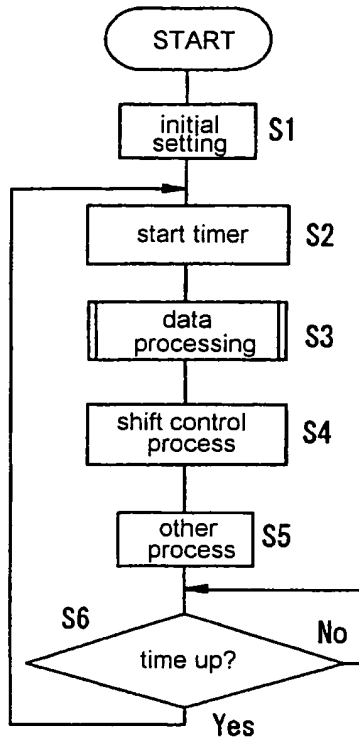 START
initial
setting
S1
start timer
S2
data
processing
S3
shift control
process
S4
other
process
S5
S6
time up?
No
Yes